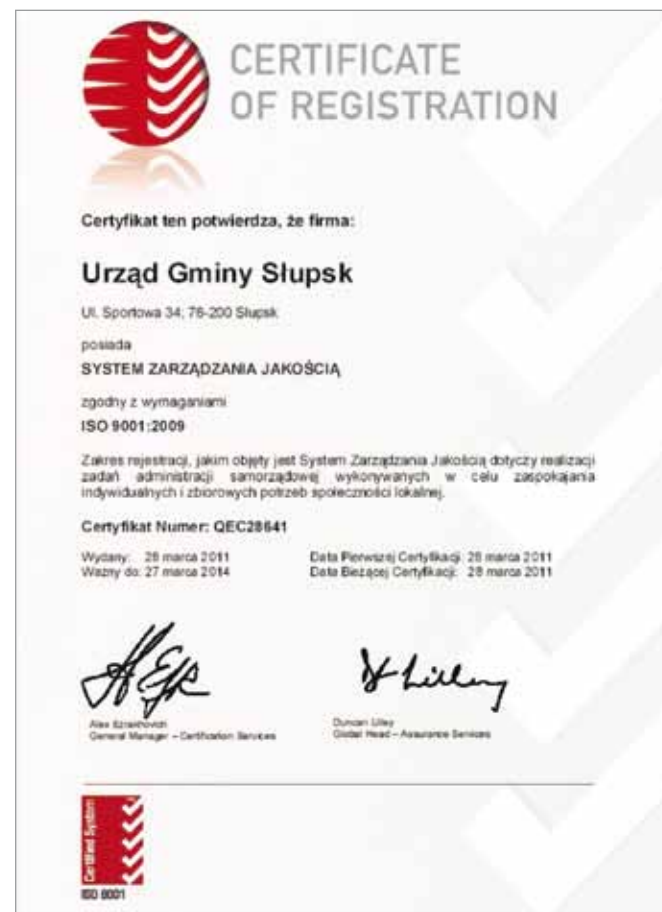 CERTIFICATE
OF REGISTRATION
Certyfikat ten potwierdza, że firma:
Urząd Gminy Słupsk
Ul. Sportowa 34; 76-200 Słupsk
posiada
SYSTEM ZARZĄDZANIA JAKOŚCIĄ
zgodny z wymaganiami
ISO 9001:2009
Zakres rejestracji, jakim objęty jest System Zarządzania Jakością dotyczy realizacji
zadań administracji samorządowej wykonywanych w celu zaspokajania
indywidualnych i zbiorowych potrzeb społeczności lokalnej.
Certyfikat Numer: QEC28641
Wydany: 28 marca 2011 Data Pierwszej Certyfikacji: 28 marca 2011
Ważny do: 27 marca 2014 Data Bieżącej Certyfikacji: 28 marca 2011
Alex Ezrakhovich Duncan Lilley
General Manager – Certification Services Global Head – Assurance Services
Certified System
ISO 9001